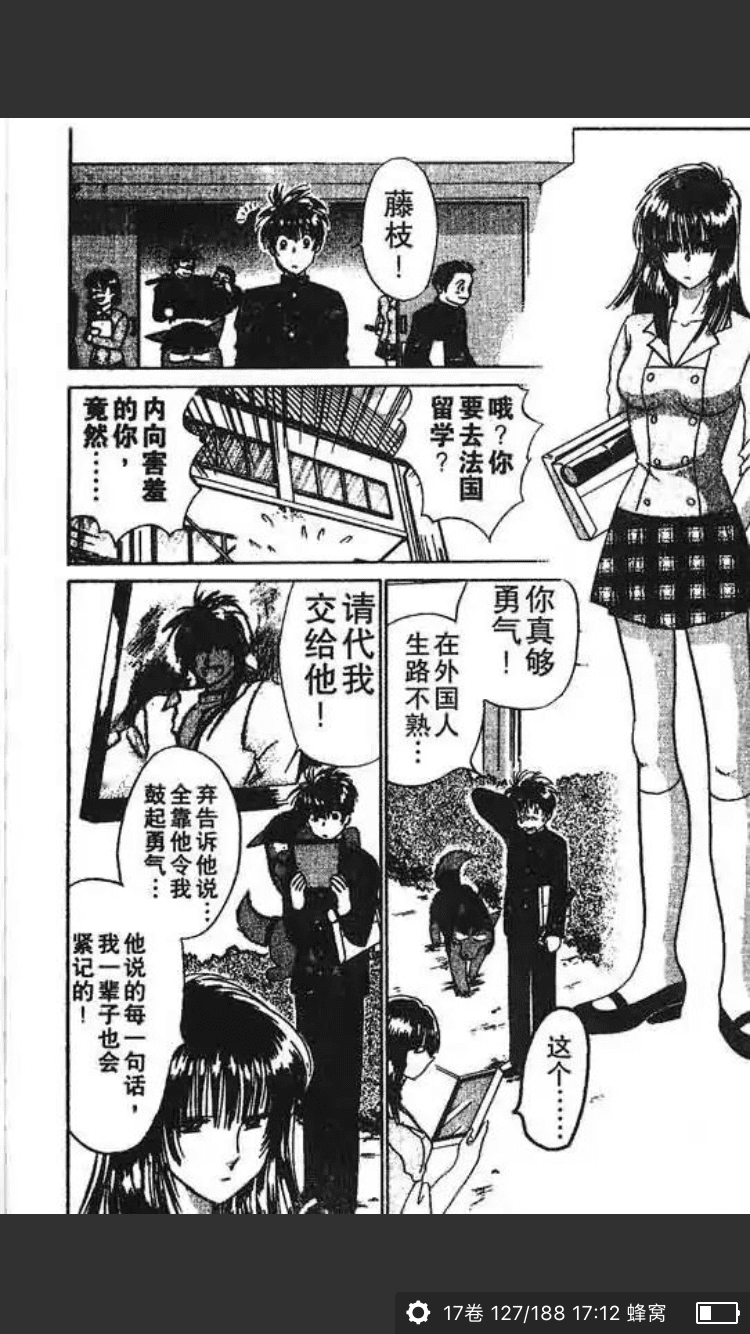 藤枝！
哦？你
要去法国
留学？
内向害羞
的你，
竟然……
你真够
勇气！
在外国人
生路不熟…
这个……
请代我
交给他！
弃告诉他说…
全靠他令我
鼓起勇气…
他说的每一句话，
我一辈子也会
紧记的！
17卷 127/188 17:12 蜂窝